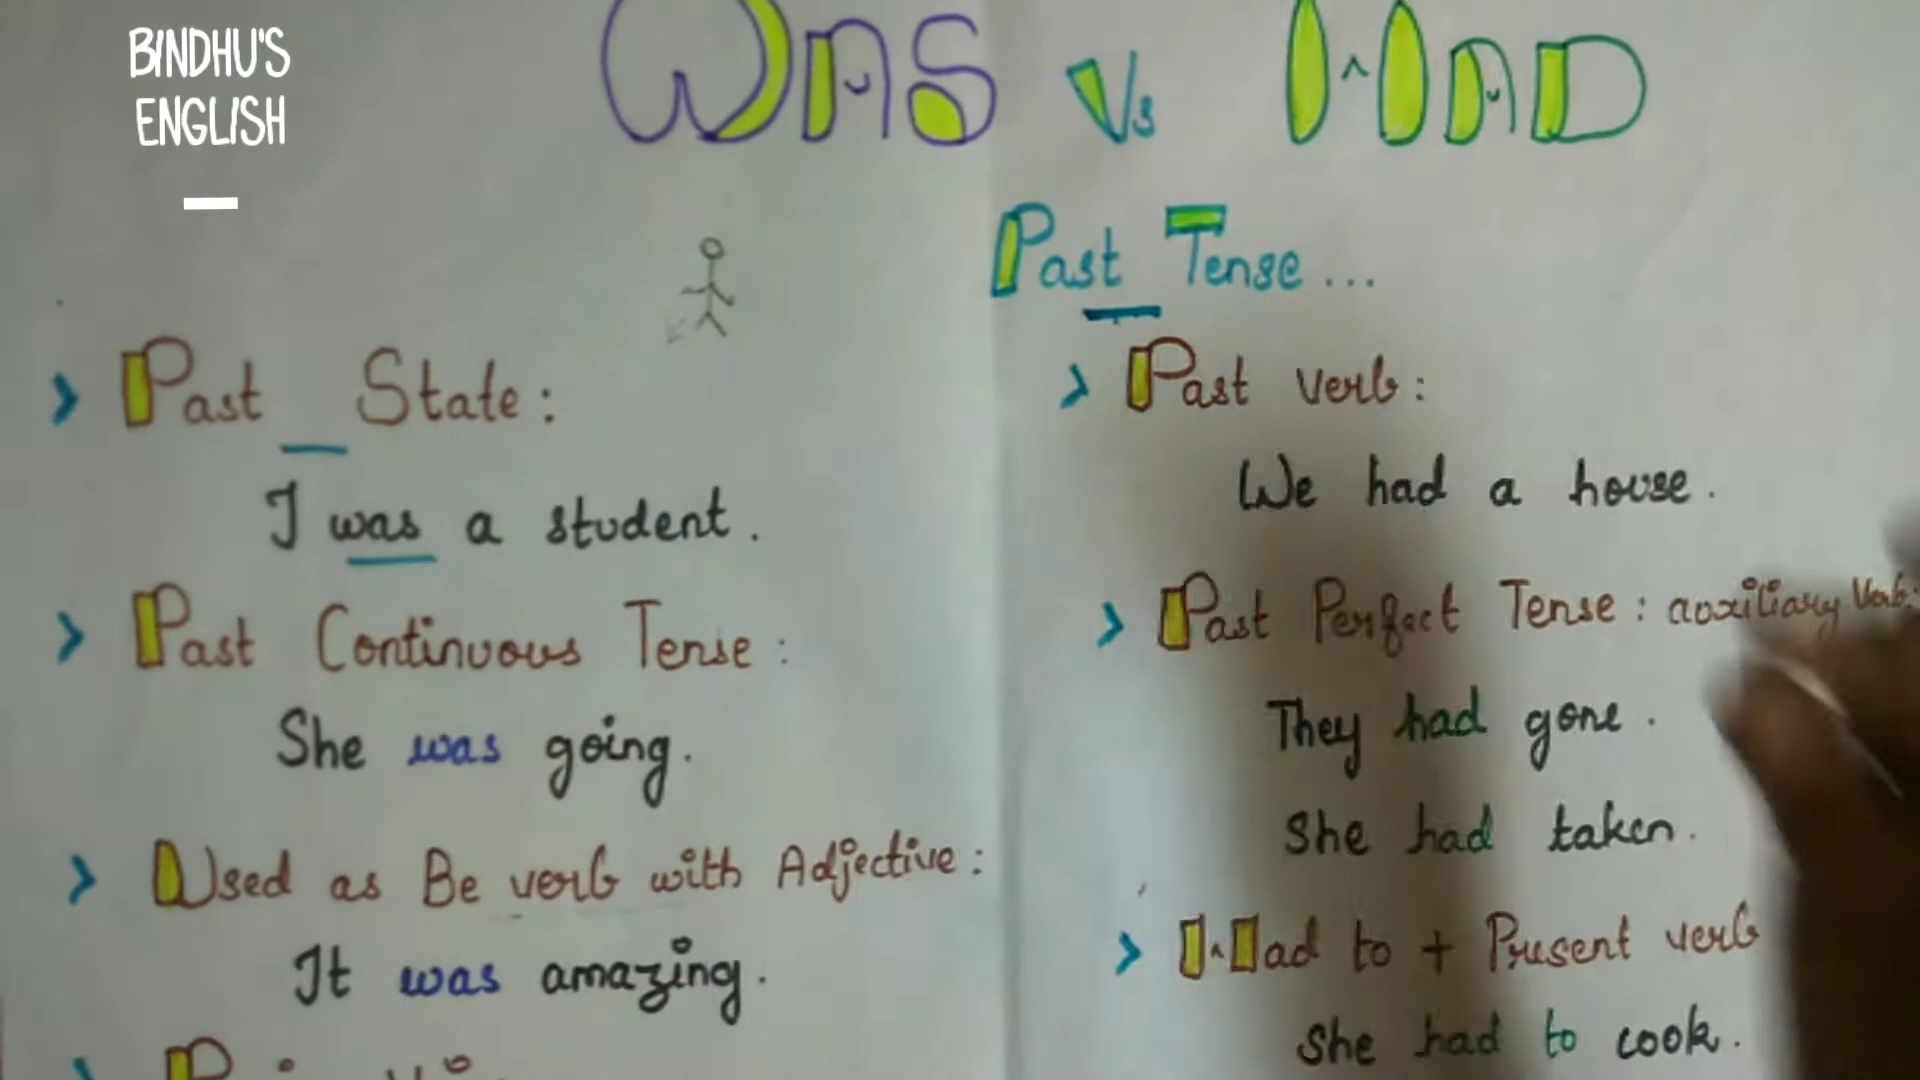 BINDHU'S
ENGLISH
WAS Vs HAD
Past Tense ...
Past State:
I was a student.
Past Continuous Tense:
She was going.
Used as Be verb with Adjective:
It was amazing.
Past verb:
We had a house.
Past Perfect Tense: auxiliary Verb:
They had gone.
She had taken.
Had to + Present verb
She had to cook.